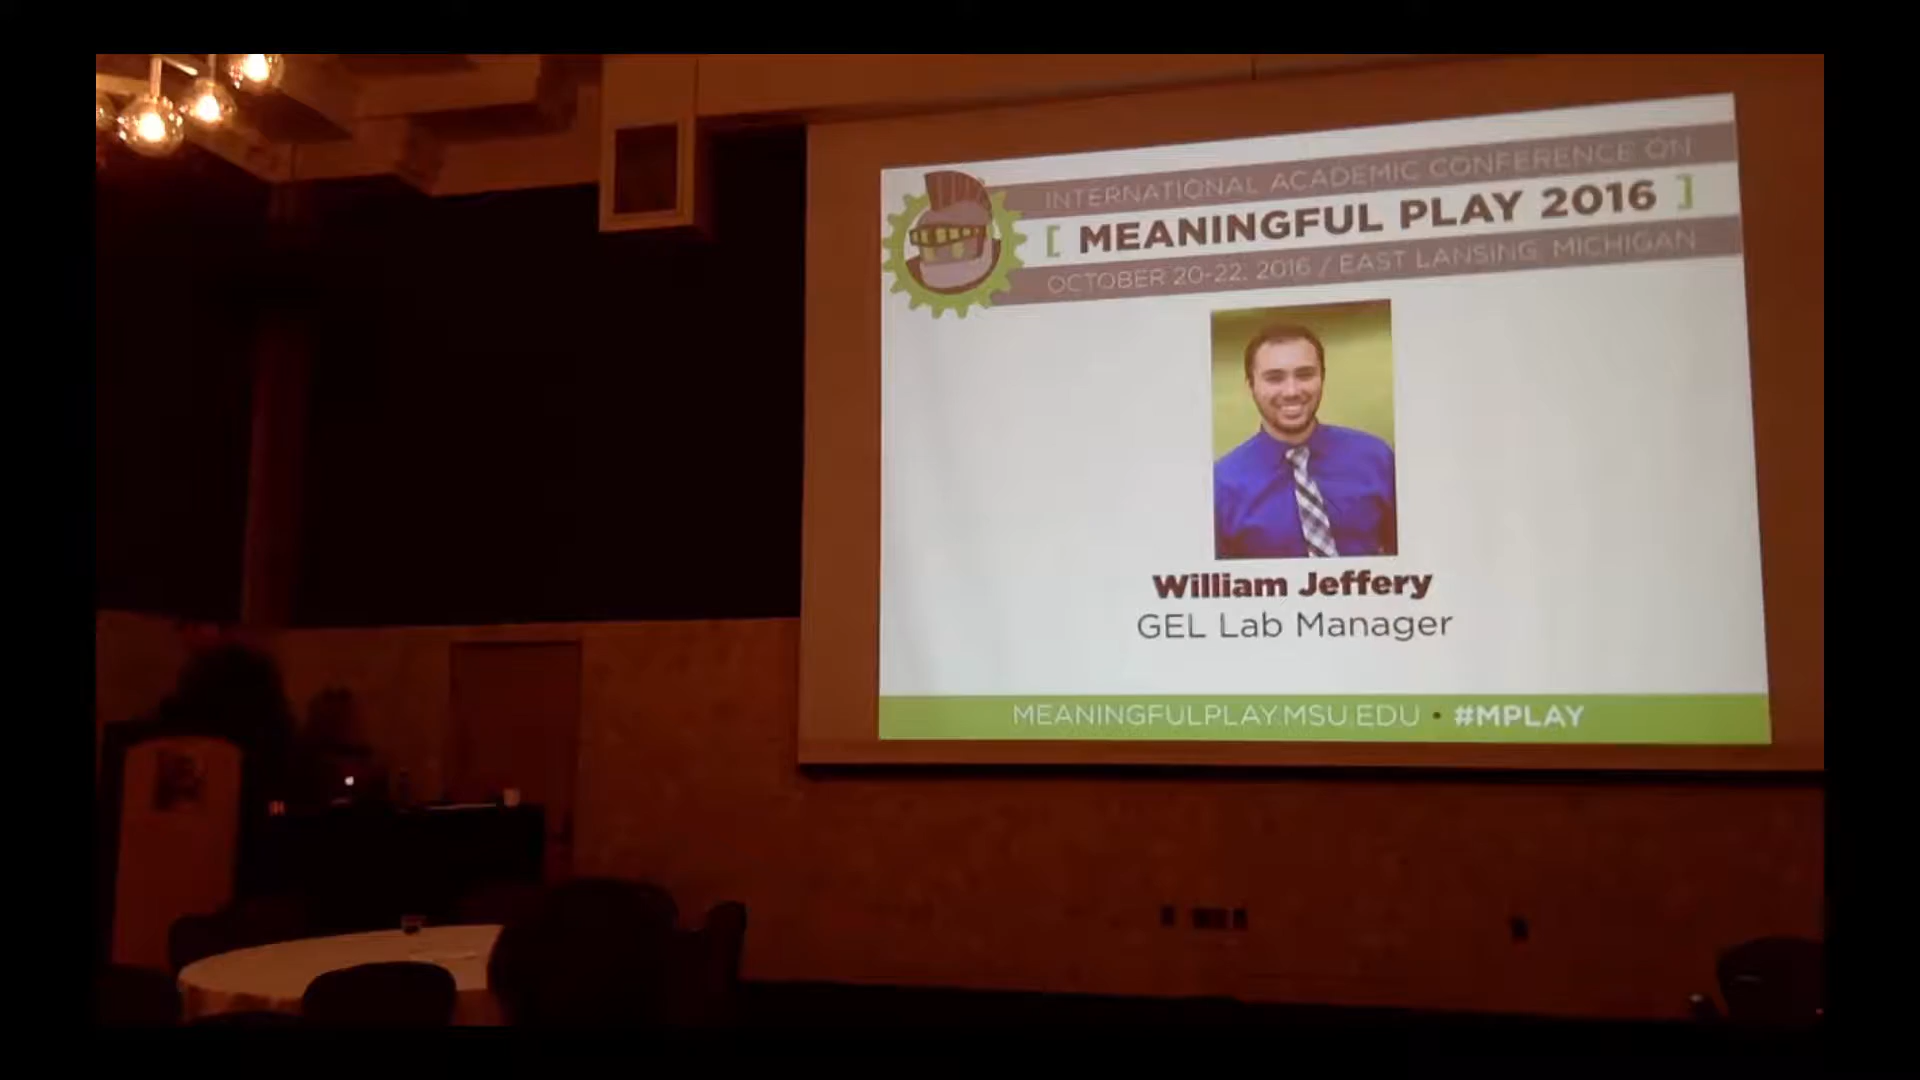 INTERNATIONAL ACADEMIC CONFERENCE ON
[ MEANINGFUL PLAY 2016 ]
OCTOBER 20-22, 2016 / EAST LANSING, MICHIGAN
William Jeffery
GEL Lab Manager
MEANINGFULPLAY.MSU.EDU • #MPLAY